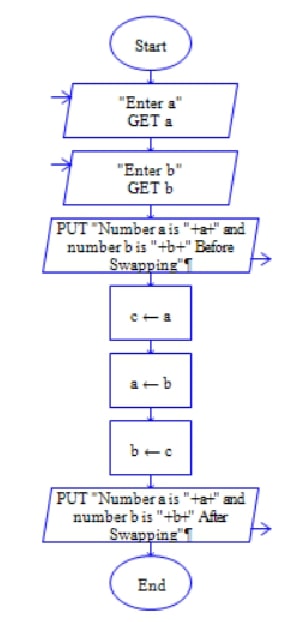 Start
"Enter a"
GET a
"Enter b"
GET b
PUT "Number a is "+a+" and
number b is "+b+" Before
Swapping"¶
c ← a
a ← b
b ← c
PUT "Number a is "+a+" and
number b is "+b+" After
Swapping"¶
End